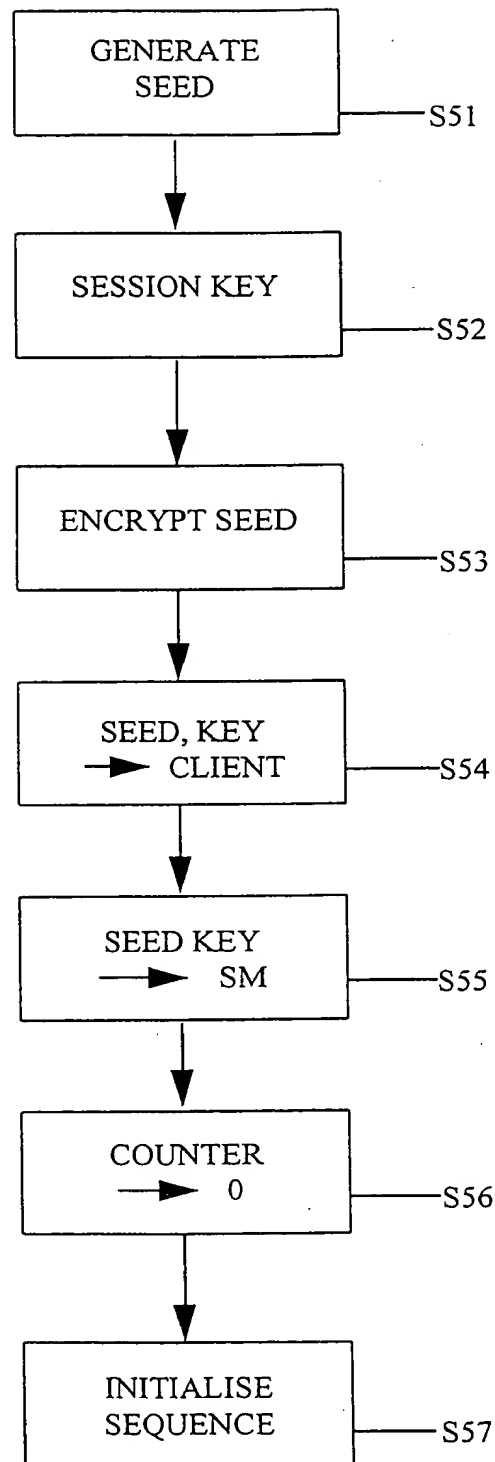 GENERATE
SEED
S51
SESSION KEY
S52
ENCRYPT SEED
S53
SEED, KEY
→ CLIENT
S54
SEED KEY
→ SM
S55
COUNTER
→ 0
S56
INITIALISE
SEQUENCE
S57